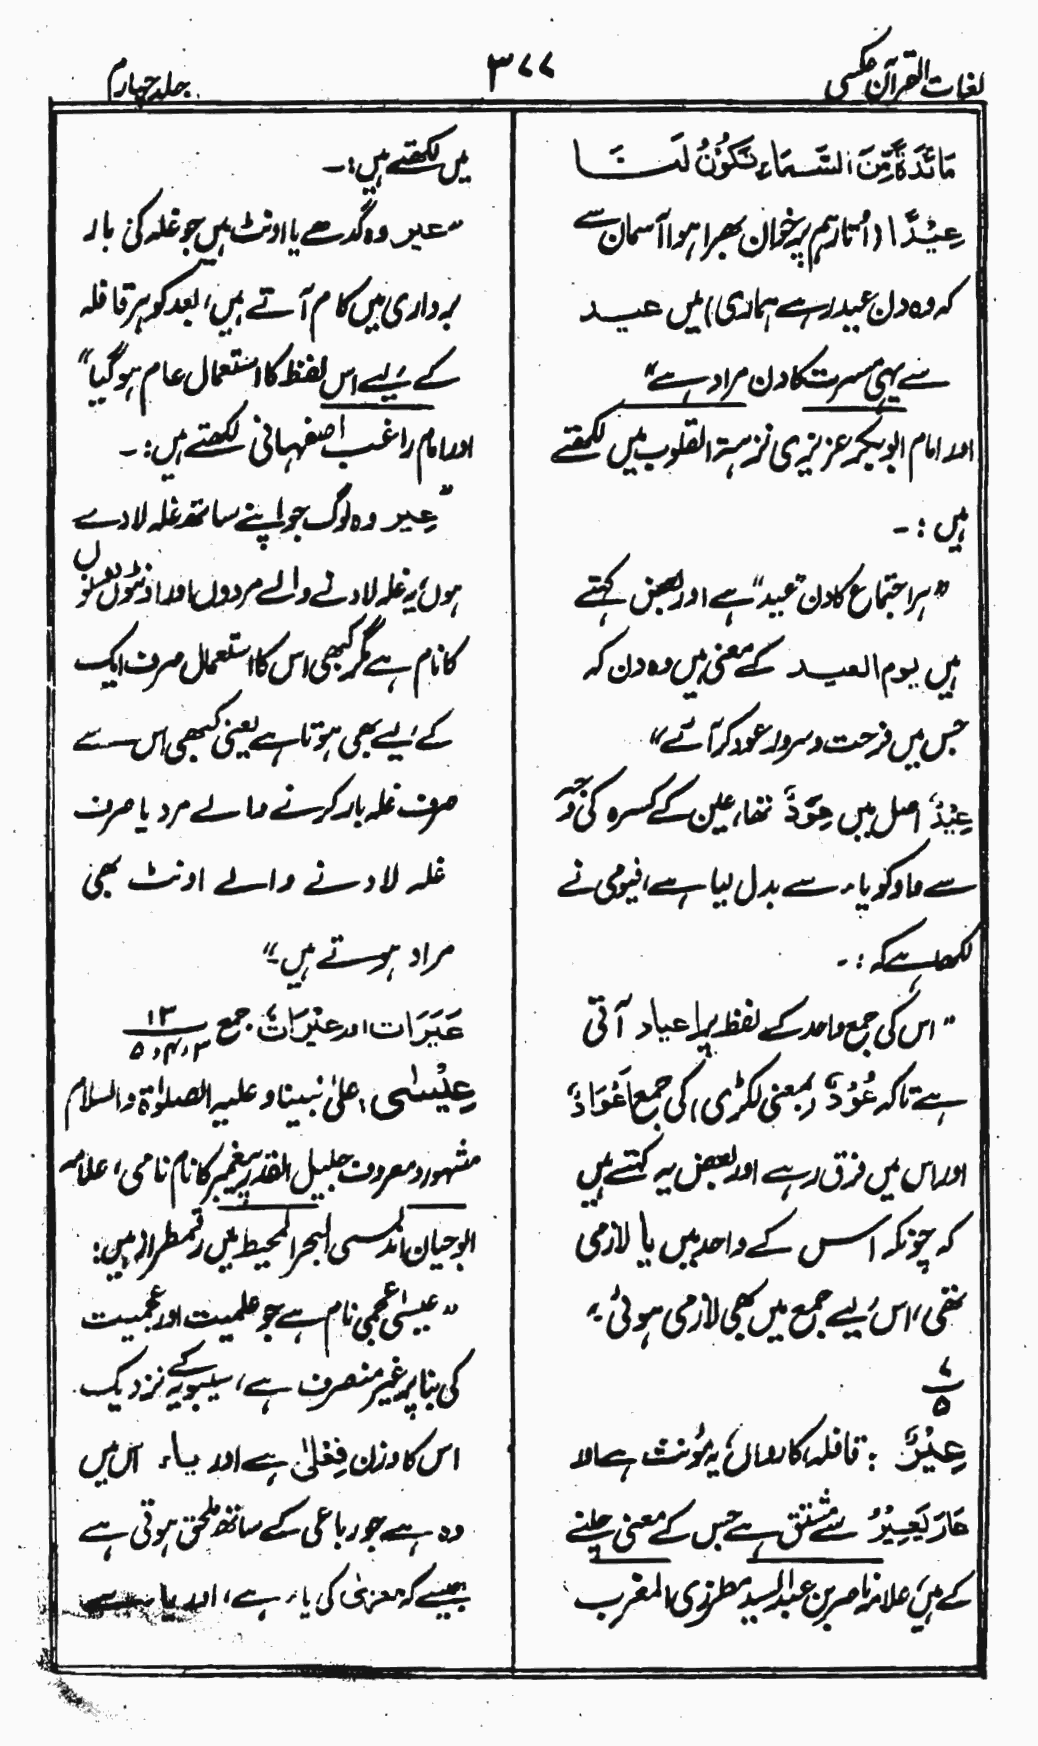 لغات القرآن عکسی
۳۷۷
جلد چہارم
مَائِدَةً مِّنَ السَّمَاءِ تَكُوْنُ لَنَا
عِيْدًا (اُتار ہم پر خوان بھرا ہوا آسمان سے
کہ وہ دن عید رہے ہماری) میں عید
سے یہی مسرت کا دن مراد ہے"
اور امام ابوبکر عزیزی نزہتہ القلوب میں لکھتے
ہیں :۔
"ہر اجتماع کا دن "عید" ہے اور بعض کہتے
ہیں یوم العید کے معنی ہیں وہ دن کہ
جس میں فرحت و سرور عود کر آئے"
عِيْدٌ اصل میں عِوْدٌ تھا، عین کے کسرہ کی وجہ
سے واو کو یاء سے بدل لیا ہے، فیومی نے
لکھا ہے کہ :۔
"اس کی جمع واحد کے لفظ پر اعیاد آتی
ہے تاکہ عُوْدٌ (بمعنی لکڑی) کی جمع اَعْوَادٌ
اور اس میں فرق رہے اور بعض یہ کہتے ہیں
کہ چونکہ اس کے واحد میں یا لازمی
تھی، اس لیے جمع میں بھی لازمی ہوئی"
۷
۵
عِيْرٌ : قافلہ، کارواں، یہ مؤنث ہے اور
عَارَ يَعِيْرُ سے مشتق ہے جس کے معنی چلنے
کے ہیں، علامہ ناصر بن عبد السید مطرزی المغرب
میں لکھتے ہیں :۔
"عیر وہ گدھے یا اونٹ ہیں جو غلہ کی بار
برداری میں کام آتے ہیں، بعد کو ہر قافلہ
کے لیے اس لفظ کا استعمال عام ہو گیا"
اور امام راغب اصفہانی لکھتے ہیں :۔
"عِیر وہ لوگ جو اپنے ساتھ غلہ لادے
ہوں، یہ غلہ لادنے والے مردوں اور اونٹوں دونوں
کا نام ہے مگر کبھی اس کا استعمال صرف ایک
کے لیے بھی ہوتا ہے یعنی کبھی اس سے
صرف غلہ بار کرنے والے مرد یا صرف
غلہ لادنے والے اونٹ بھی
مراد ہوتے ہیں۔"
عِيَرَات اور عِيْرَاتٌ جمع ۱۳
۳، ۴، ۵
عِيْسٰى : علیٰ نبینا و علیہ الصلوٰۃ والسلام
مشہور و معروف جلیل القدر پیغمبر کا نام نامی، علامہ
ابوحیان اندلسی البحر المحیط میں رقمطراز ہیں:
"عیسیٰ عجمی نام ہے جو علمیت اور عجمیت
کی بنا پر غیر منصرف ہے، سیبویہ کے نزدیک
اس کا وزن فِعْلیٰ ہے اور یاء اس میں
وہ ہے جو رباعی کے ساتھ ملحق ہوتی ہے
جیسے کہ معزیٰ کی یاء ہے، اور یاء سے